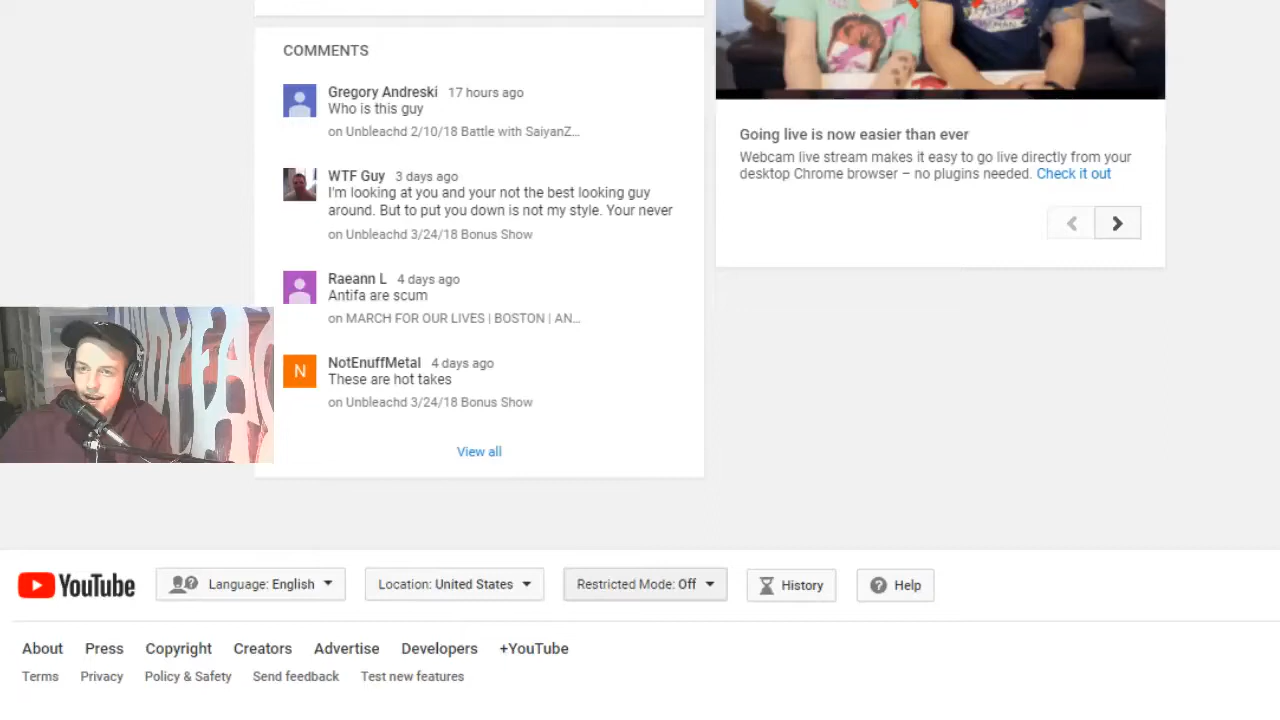 COMMENTS
Gregory Andreski 17 hours ago
Who is this guy
on Unbleachd 2/10/18 Battle with SaiyanZ...
WTF Guy 3 days ago
I'm looking at you and your not the best looking guy
around. But to put you down is not my style. Your never
on Unbleachd 3/24/18 Bonus Show
Raeann L 4 days ago
Antifa are scum
on MARCH FOR OUR LIVES | BOSTON | AN...
N
NotEnuffMetal 4 days ago
These are hot takes
on Unbleachd 3/24/18 Bonus Show
View all
Going live is now easier than ever
Webcam live stream makes it easy to go live directly from your
desktop Chrome browser – no plugins needed. Check it out
YouTube
Language: English
Location: United States
Restricted Mode: Off
History
Help
About Press Copyright Creators Advertise Developers +YouTube
Terms Privacy Policy & Safety Send feedback Test new features